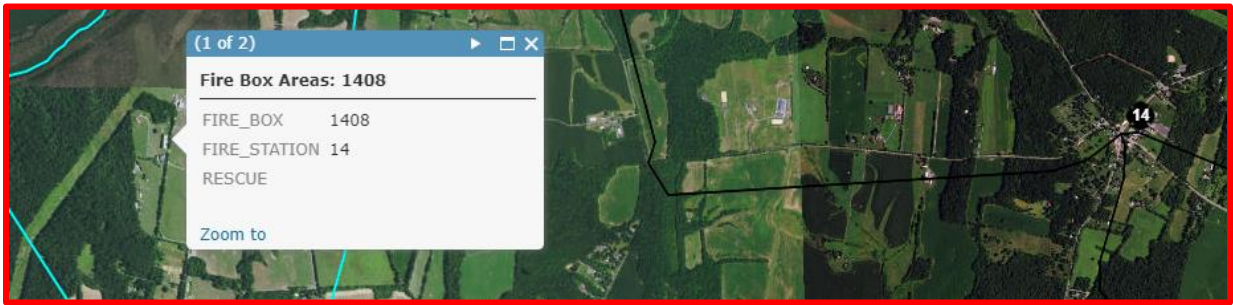 (1 of 2)
Fire Box Areas: 1408
FIRE_BOX 1408
FIRE_STATION 14
RESCUE
Zoom to
14